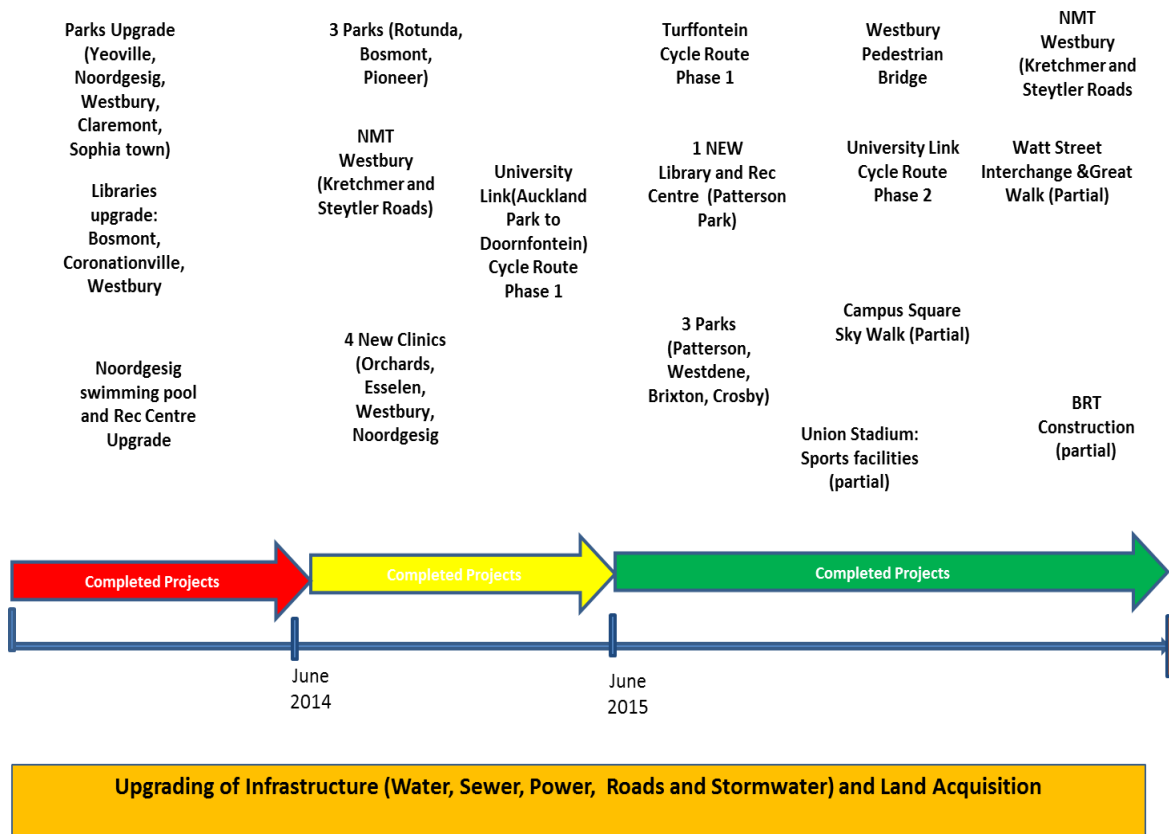 Parks Upgrade
(Yeoville,
Noordgesig,
Westbury,
Claremont,
Sophia town)
Libraries
upgrade:
Bosmont,
Coronationville,
Westbury
Noordgesig
swimming pool
and Rec Centre
Upgrade
3 Parks (Rotunda,
Bosmont,
Pioneer)
NMT
Westbury
(Kretchmer and
Steytler Roads)
4 New Clinics
(Orchards,
Esselen,
Westbury,
Noordgesig
University
Link(Auckland
Park to
Doornfontein)
Cycle Route
Phase 1
Turffontein
Cycle Route
Phase 1
1 NEW
Library and Rec
Centre (Patterson
Park)
3 Parks
(Patterson,
Westdene,
Brixton, Crosby)
Westbury
Pedestrian
Bridge
University Link
Cycle Route
Phase 2
Campus Square
Sky Walk (Partial)
Union Stadium:
Sports facilities
(partial)
NMT
Westbury
(Kretchmer and
Steytler Roads
Watt Street
Interchange &Great
Walk (Partial)
BRT
Construction
(partial)
Completed Projects
Completed Projects
Completed Projects
June
2014
June
2015
Upgrading of Infrastructure (Water, Sewer, Power, Roads and Stormwater) and Land Acquisition